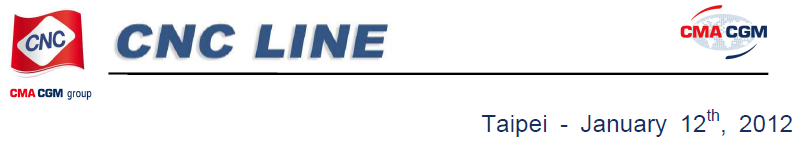 CNC
CNC LINE
CMA CGM
CMA CGM group
Taipei - January 12th, 2012